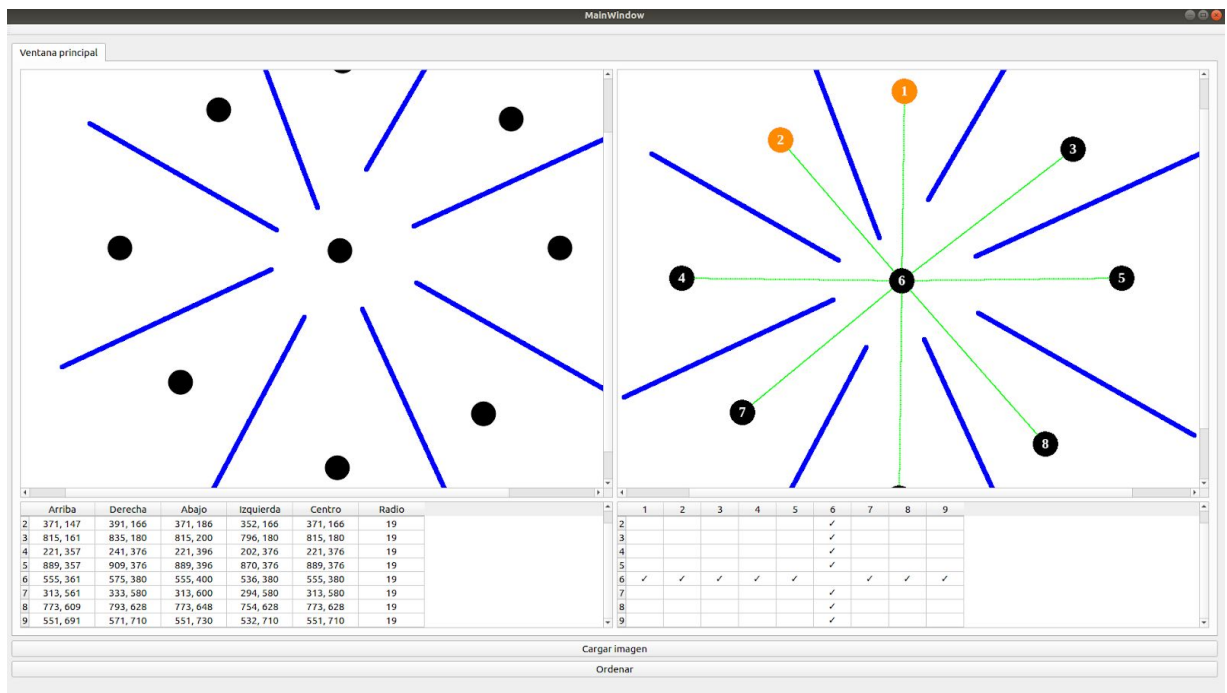 MainWindow
Ventana principal
1
2
3
4
6
5
7
8
Arriba Derecha Abajo Izquierda Centro Radio
2 371, 147 391, 166 371, 186 352, 166 371, 166 19
3 815, 161 835, 180 815, 200 796, 180 815, 180 19
4 221, 357 241, 376 221, 396 202, 376 221, 376 19
5 889, 357 909, 376 889, 396 870, 376 889, 376 19
6 555, 361 575, 380 555, 400 536, 380 555, 380 19
7 313, 561 333, 580 313, 600 294, 580 313, 580 19
8 773, 609 793, 628 773, 648 754, 628 773, 628 19
9 551, 691 571, 710 551, 730 532, 710 551, 710 19
1 2 3 4 5 6 7 8 9
2 ✓
3 ✓
4 ✓
5 ✓
6 ✓ ✓ ✓ ✓ ✓ ✓ ✓ ✓
7 ✓
8 ✓
9 ✓
Cargar imagen
Ordenar